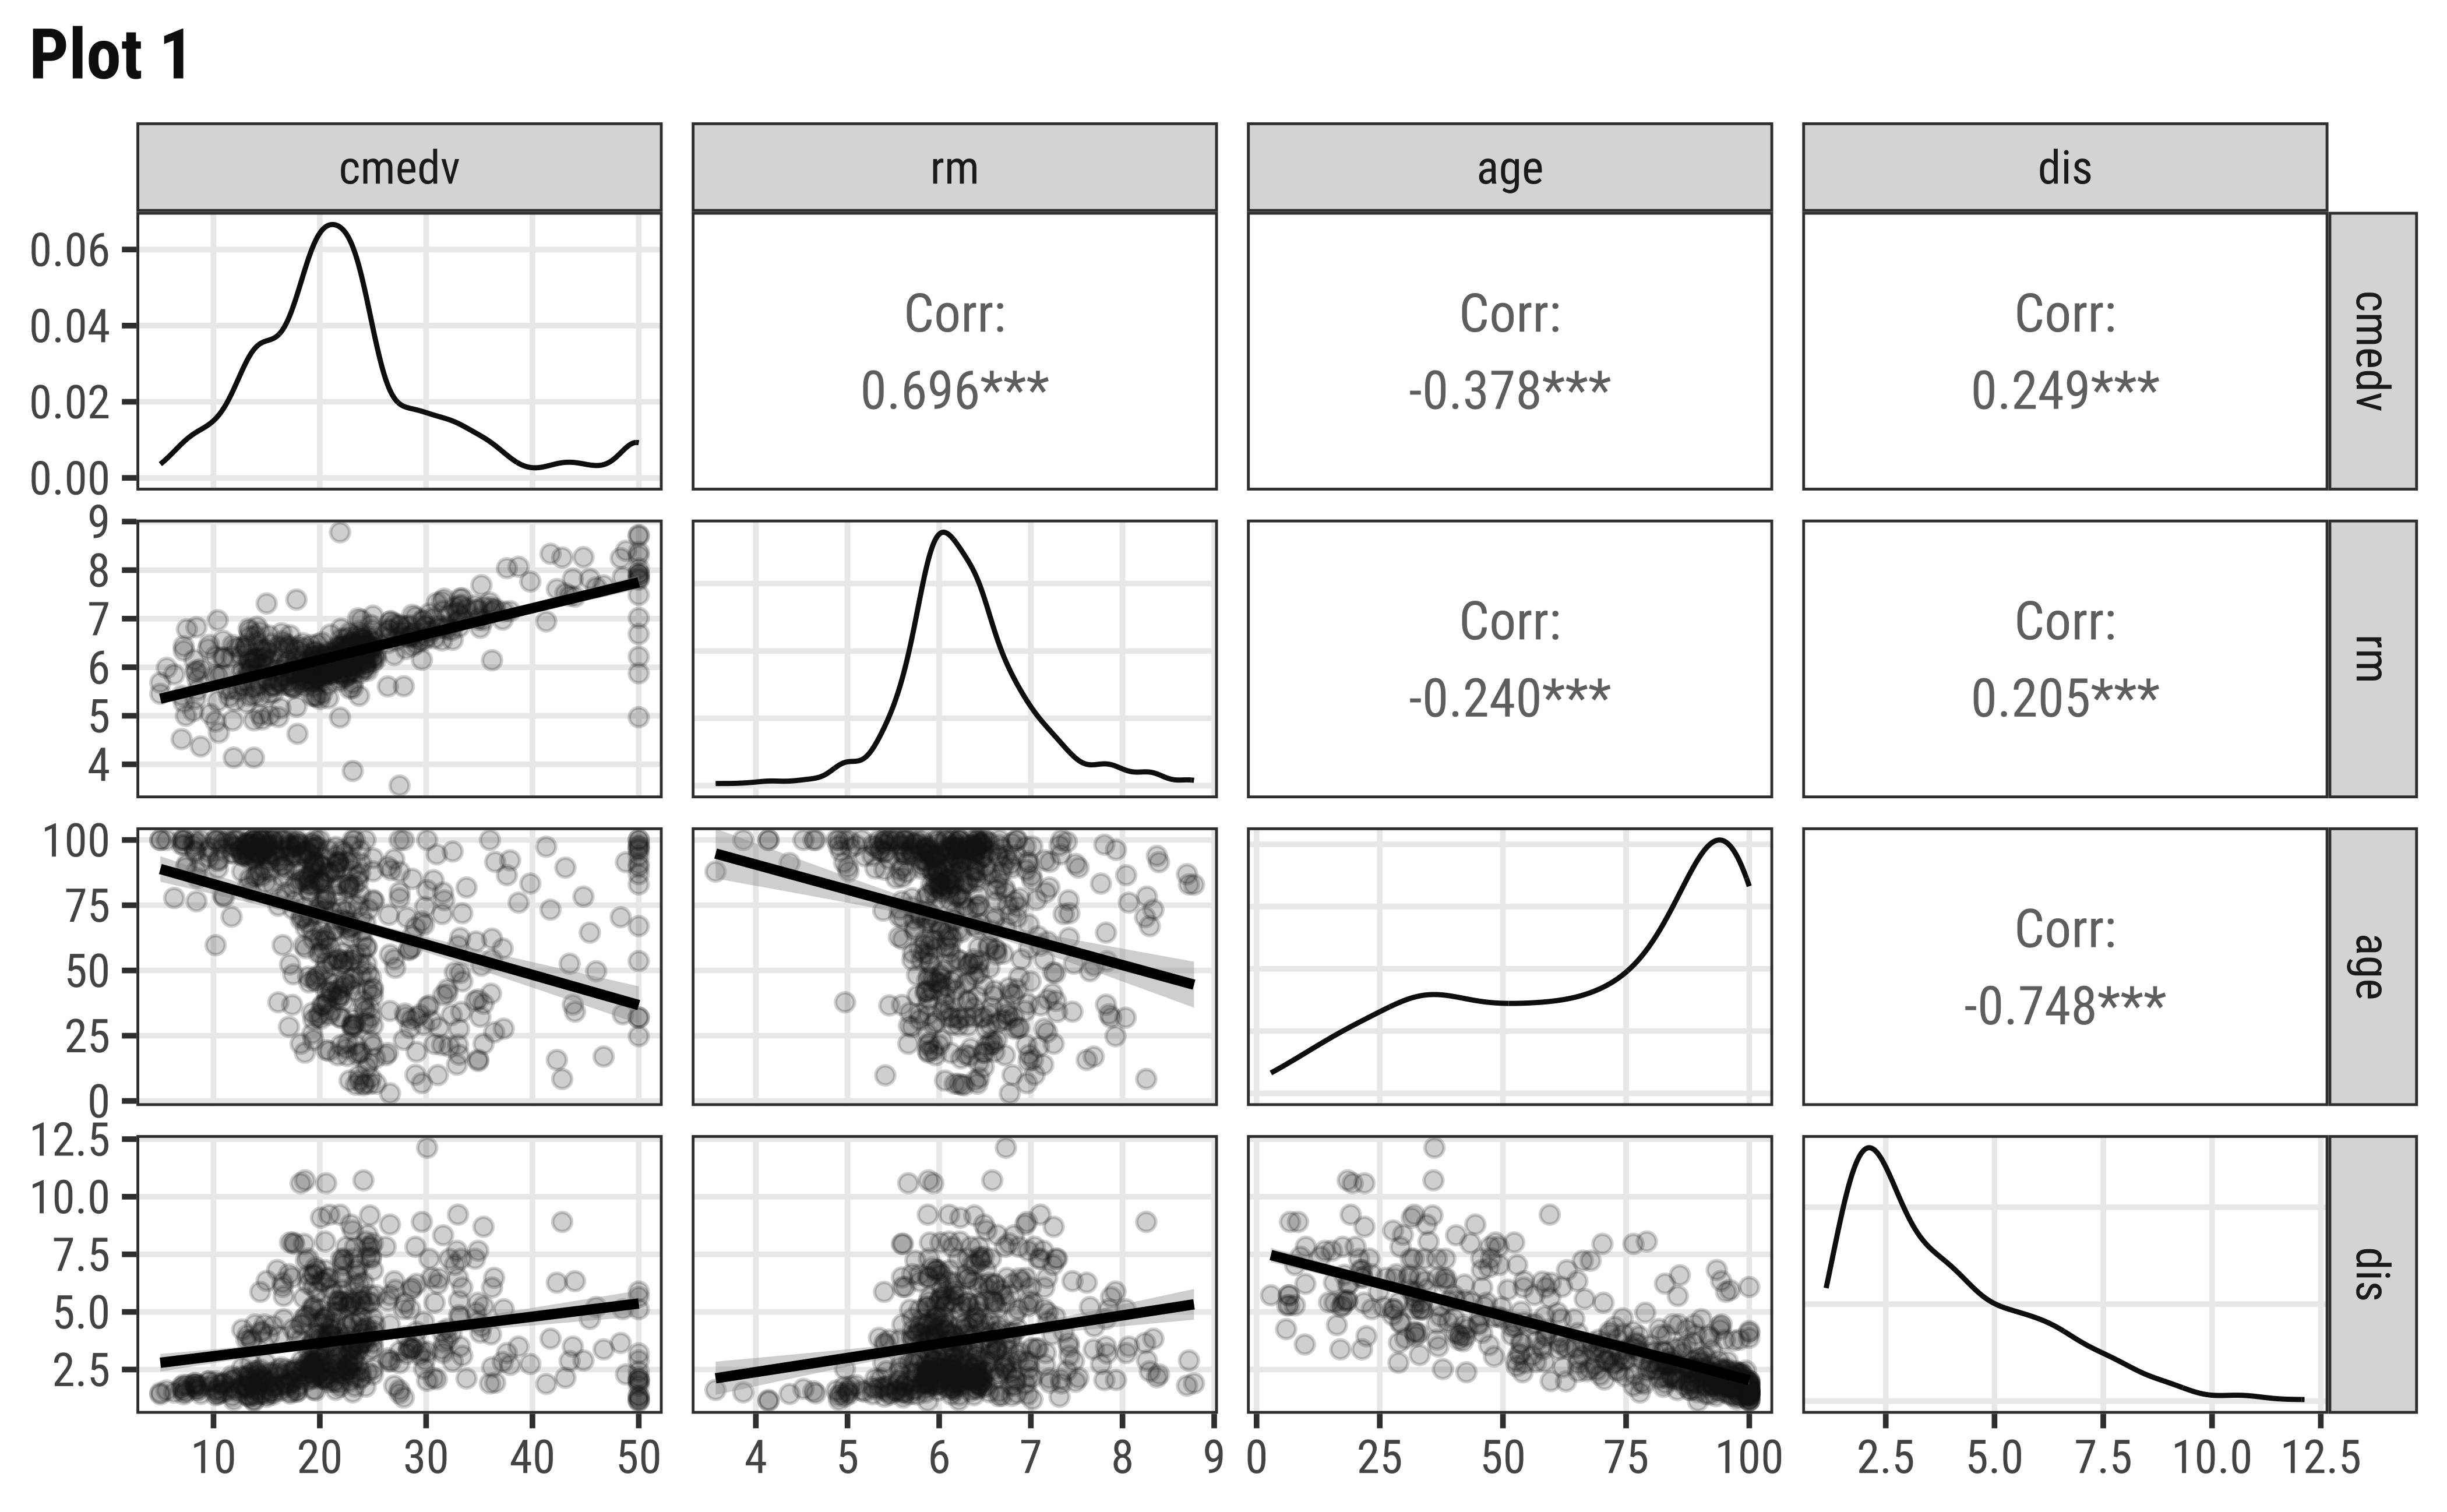 Plot 1
cmedv rm age dis
0.06
0.04
0.02
0.00
Corr:
0.696***
Corr:
-0.378***
Corr:
0.249***
cmedv
9
8
7
6
5
4
Corr:
-0.240***
Corr:
0.205***
rm
100
75
50
25
0
Corr:
-0.748***
age
12.5
10.0
7.5
5.0
2.5
dis
10 20 30 40 50 4 5 6 7 8 9 0 25 50 75 100 2.5 5.0 7.5 10.0 12.5